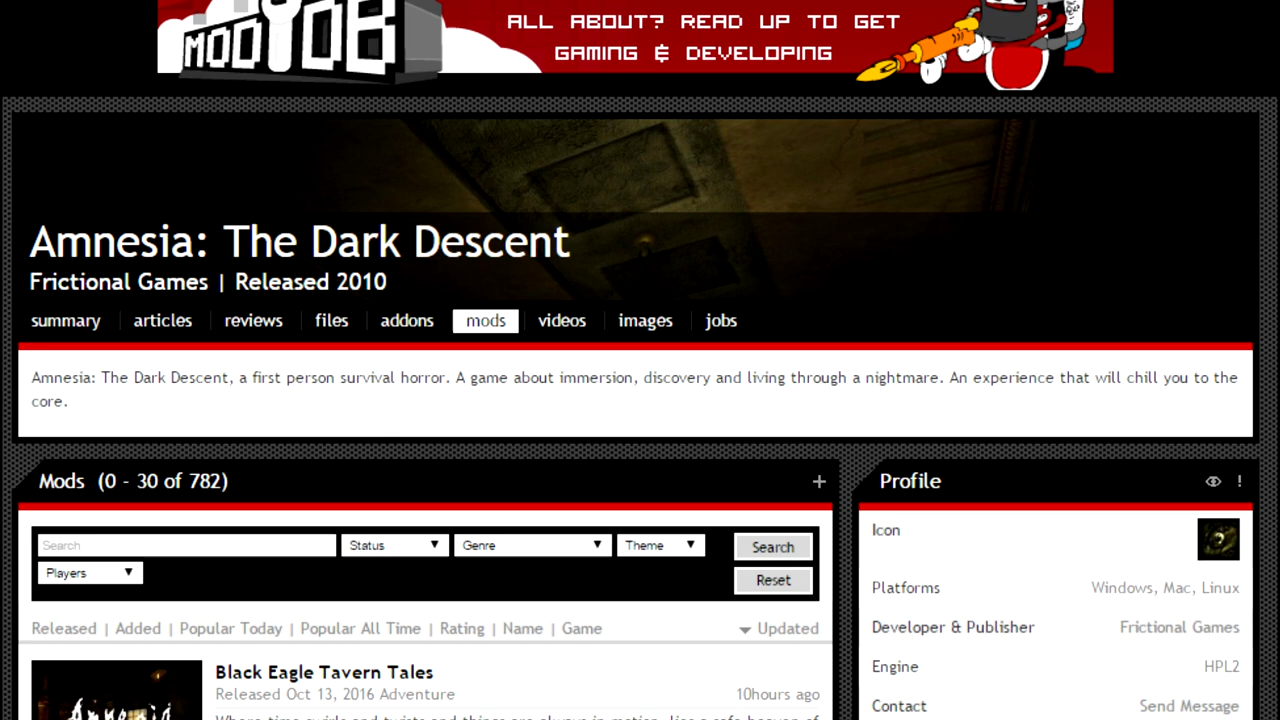 MOD DB
ALL ABOUT? READ UP TO GET
GAMING & DEVELOPING
Amnesia: The Dark Descent
Frictional Games | Released 2010
summary articles reviews files addons mods videos images jobs
Amnesia: The Dark Descent, a first person survival horror. A game about immersion, discovery and living through a nightmare. An experience that will chill you to the
core.
Mods (0 - 30 of 782) +
Search Status Genre Theme Search
Players Reset
Released | Added | Popular Today | Popular All Time | Rating | Name | Game Updated
Black Eagle Tavern Tales
Released Oct 13, 2016 Adventure 10hours ago
Amnesia
Profile !
Icon
Platforms Windows, Mac, Linux
Developer & Publisher Frictional Games
Engine HPL2
Contact Send Message